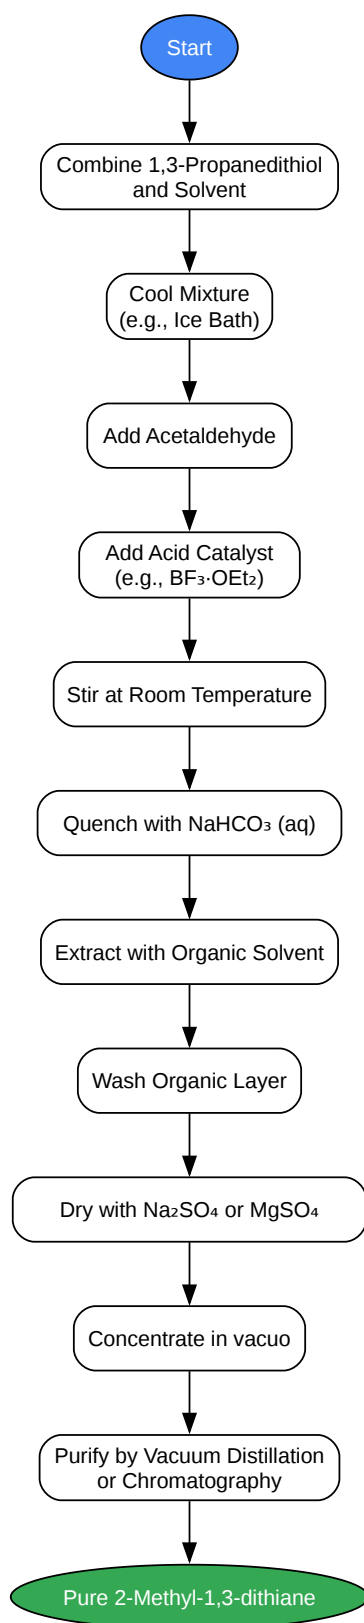 Start
Combine 1,3-Propanedithiol
and Solvent
Cool Mixture
(e.g., Ice Bath)
Add Acetaldehyde
Add Acid Catalyst
(e.g., BF₃·OEt₂)
Stir at Room Temperature
Quench with NaHCO₃ (aq)
Extract with Organic Solvent
Wash Organic Layer
Dry with Na₂SO₄ or MgSO₄
Concentrate in vacuo
Purify by Vacuum Distillation
or Chromatography
Pure 2-Methyl-1,3-dithiane